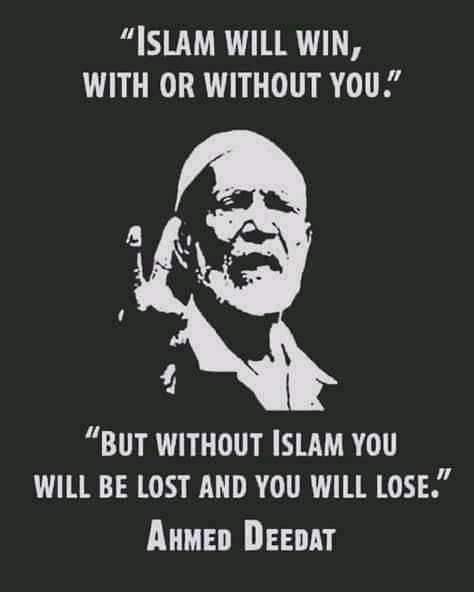 “Islam will win,
with or without you.”
“But without Islam you
will be lost and you will lose.”
Ahmed Deedat